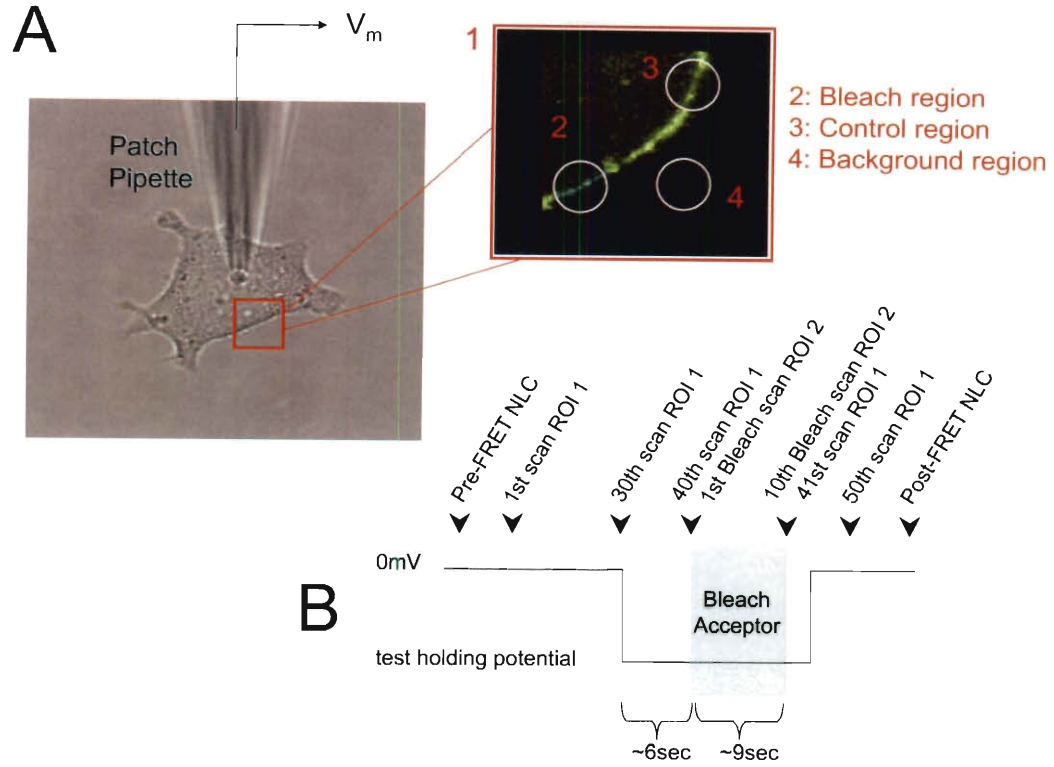 A
Vm
Patch
Pipette
1
3
2
4
2: Bleach region
3: Control region
4: Background region
Pre-FRET NLC
1st scan ROI 1
30th scan ROI 1
40th scan ROI 1
1st Bleach scan ROI 2
10th Bleach scan ROI 2
41st scan ROI 1
50th scan ROI 1
Post-FRET NLC
B
0mV
Bleach
Acceptor
test holding potential
~6sec
~9sec